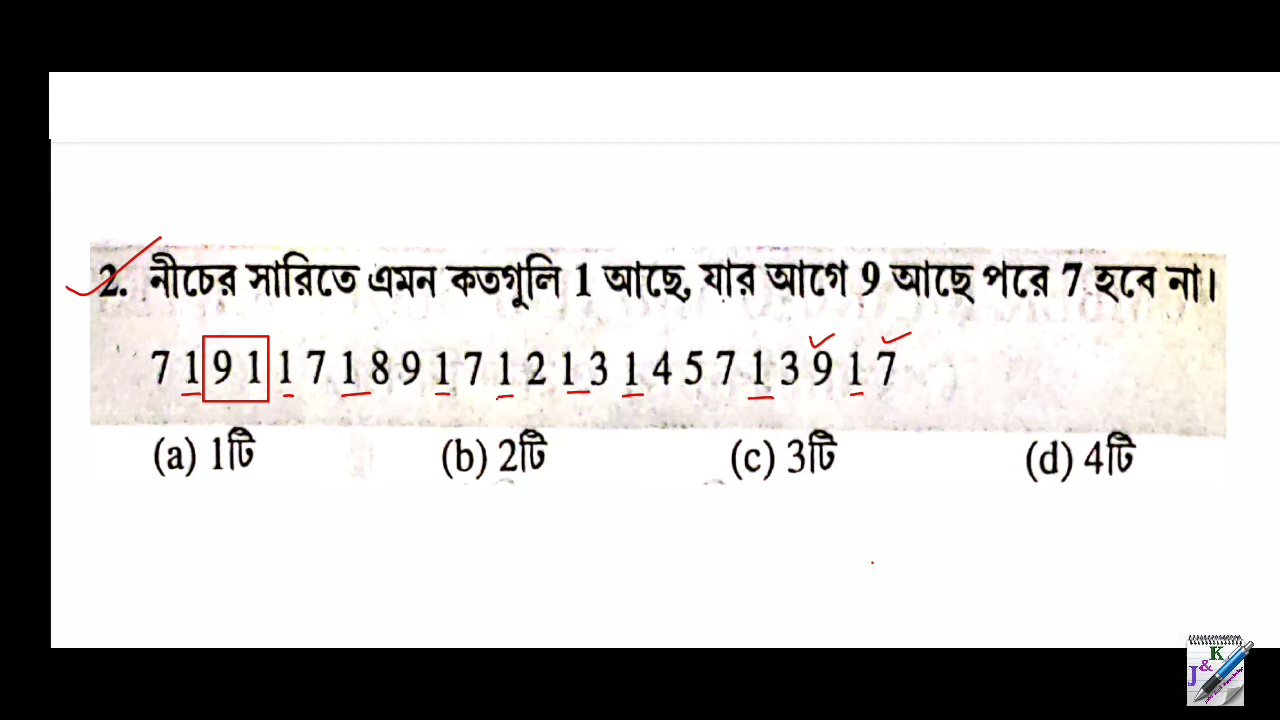 2. নীচের সারিতে এমন কতগুলি 1 আছে, যার আগে 9 আছে পরে 7 হবে না।
7 1 9 1 1 7 1 8 9 1 7 1 2 1 3 1 4 5 7 1 3 9 1 7
(a) 1টি (b) 2টি (c) 3টি (d) 4টি
J & K